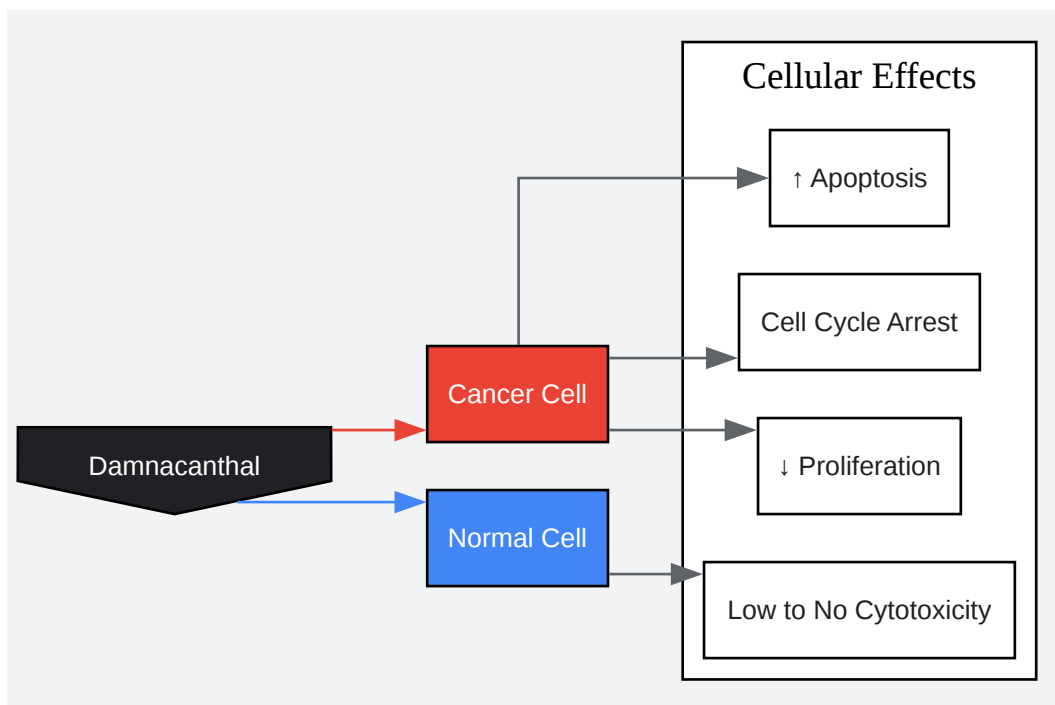 Cellular Effects
↑ Apoptosis
Cell Cycle Arrest
Cancer Cell
Damnacanthal
↓ Proliferation
Normal Cell
Low to No Cytotoxicity